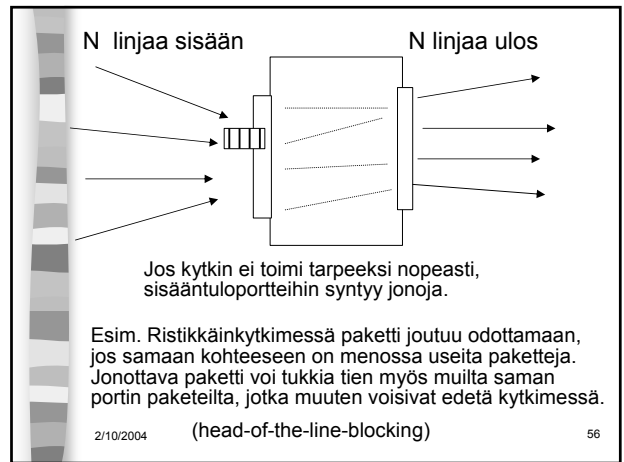 N linjaa sisään
N linjaa ulos
Jos kytkin ei toimi tarpeeksi nopeasti,
sisääntuloportteihin syntyy jonoja.
Esim. Ristikkäinkytkimessä paketti joutuu odottamaan,
jos samaan kohteeseen on menossa useita paketteja.
Jonottava paketti voi tukkia tien myös muilta saman
portin paketeilta, jotka muuten voisivat edetä kytkimessä.
(head-of-the-line-blocking)
2/10/2004
56